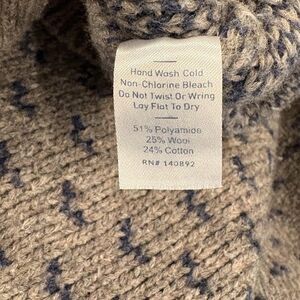 Hand Wash Cold
Non-Chlorine Bleach
Do Not Twist Or Wring
Lay Flat To Dry
51% Polyamide
25% Wool
24% Cotton
RN# 140892